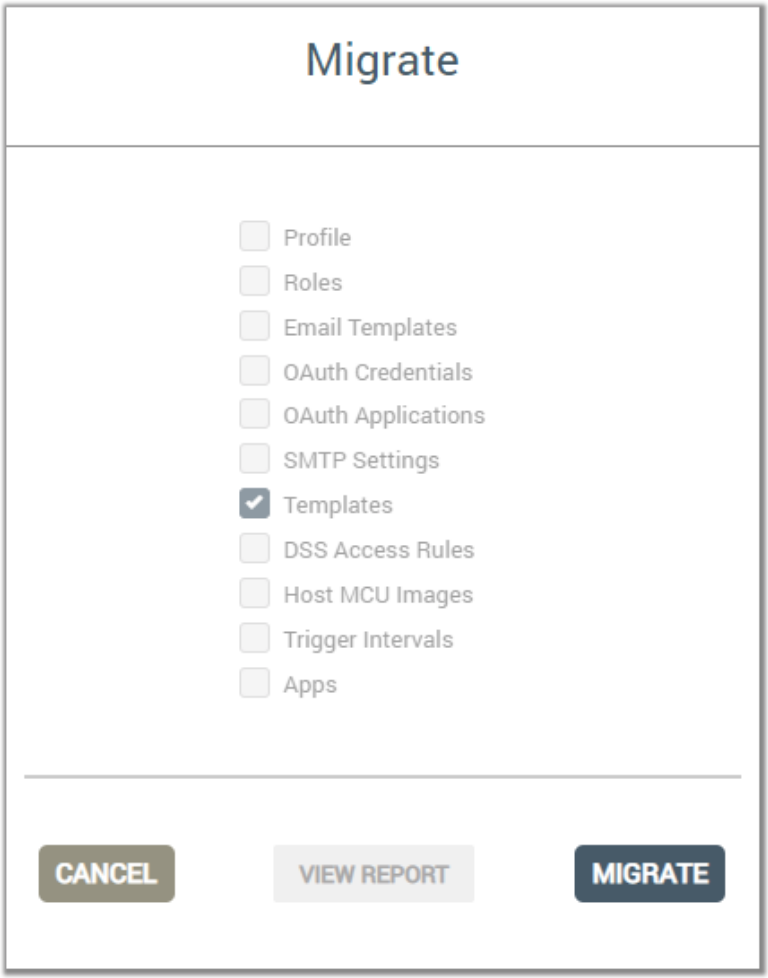 Migrate
Profile
Roles
Email Templates
OAuth Credentials
OAuth Applications
SMTP Settings
Templates
DSS Access Rules
Host MCU Images
Trigger Intervals
Apps
CANCEL VIEW REPORT MIGRATE